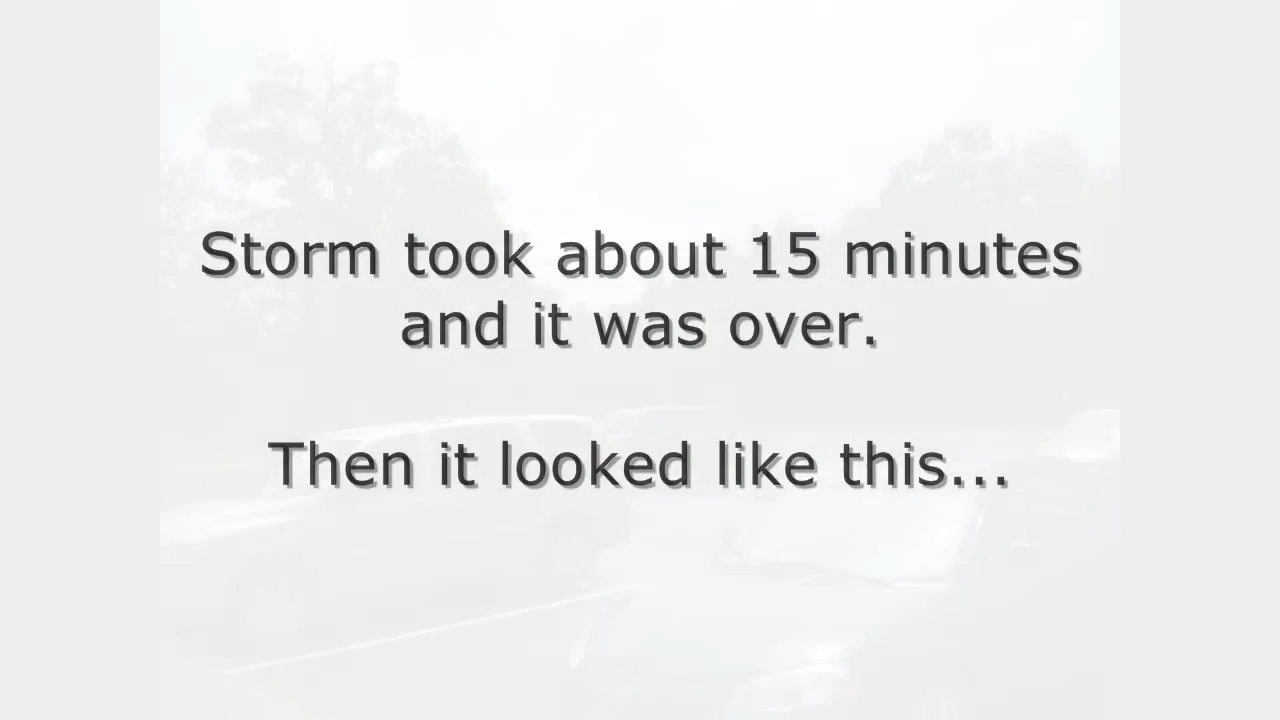 Storm took about 15 minutes
and it was over.
Then it looked like this...